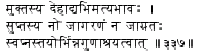 मुक्तस्य देहाद्यभिमत्यभावः ।
सुप्तस्य नो जागरणं न जाग्रतः
स्वप्नस्तयोर्भिन्नगुणाश्रयत्वात् ॥३३७॥